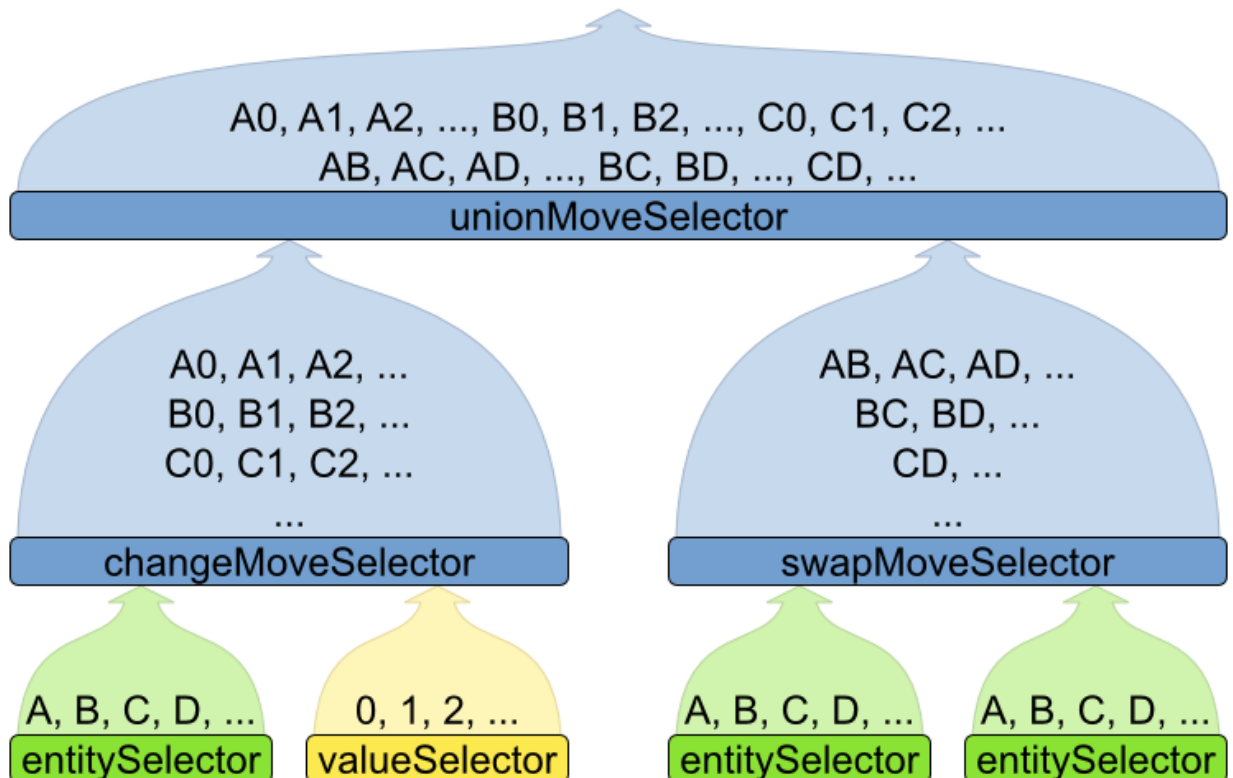 A0, A1, A2, ..., B0, B1, B2, ..., C0, C1, C2, ...
AB, AC, AD, ..., BC, BD, ..., CD, ...
unionMoveSelector
A0, A1, A2, ...
B0, B1, B2, ...
C0, C1, C2, ...
...
changeMoveSelector
AB, AC, AD, ...
BC, BD, ...
CD, ...
...
swapMoveSelector
A, B, C, D, ...
entitySelector
0, 1, 2, ...
valueSelector
A, B, C, D, ...
entitySelector
A, B, C, D, ...
entitySelector